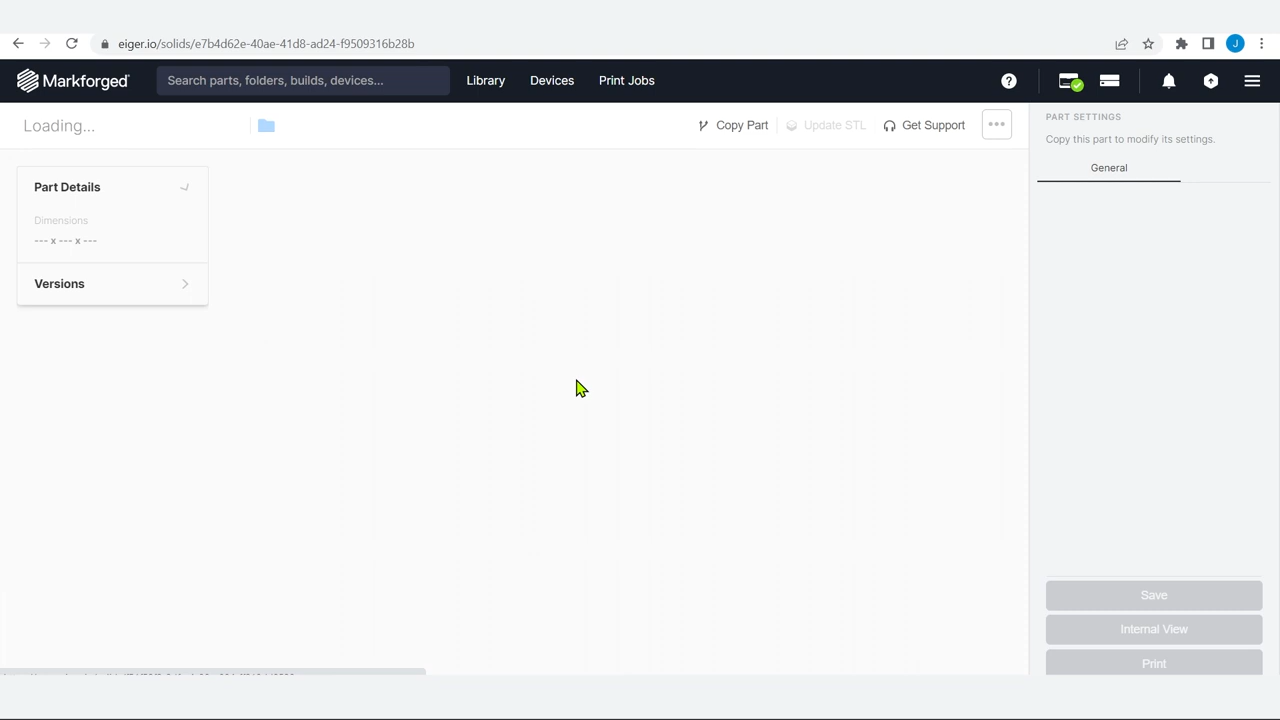 eiger.io/solids/e7b4d62e-40ae-41d8-ad24-f9509316b28b
J
Markforged
Search parts, folders, builds, devices...
Library
Devices
Print Jobs
Loading...
Copy Part
Update STL
Get Support
PART SETTINGS
Copy this part to modify its settings.
General
Part Details
Dimensions
--- x --- x ---
Versions
Save
Internal View
Print